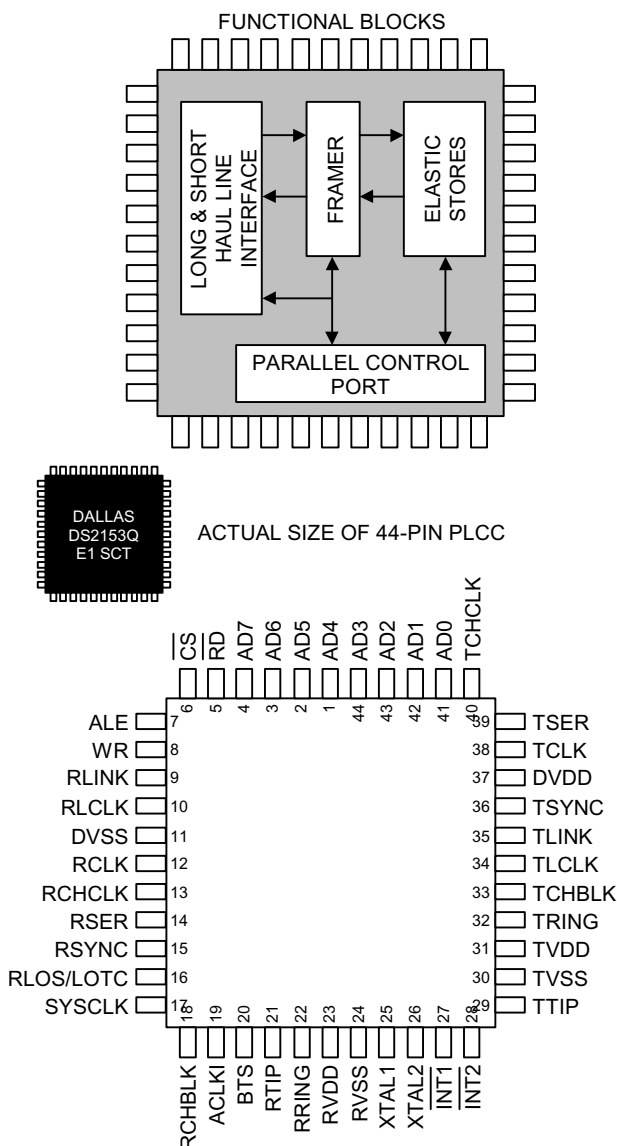 FUNCTIONAL BLOCKS
LONG & SHORT
HAUL LINE
INTERFACE
FRAMER
ELASTIC
STORES
PARALLEL CONTROL
PORT
DALLAS
DS2153Q
E1 SCT
ACTUAL SIZE OF 44-PIN PLCC
CS
RD
AD7
AD6
AD5
AD4
AD3
AD2
AD1
AD0
TCHCLK
6
5
4
3
2
1
44
43
42
41
40
ALE 7
WR 8
RLINK 9
RLCLK 10
DVSS 11
RCLK 12
RCHCLK 13
RSER 14
RSYNC 15
RLOS/LOTC 16
SYSCLK 17
39 TSER
38 TCLK
37 DVDD
36 TSYNC
35 TLINK
34 TLCLK
33 TCHBLK
32 TRING
31 TVDD
30 TVSS
29 TTIP
18
19
20
21
22
23
24
25
26
27
28
RCHBLK
ACLKI
BTS
RTIP
RRING
RVDD
RVSS
XTAL1
XTAL2
INT1
INT2